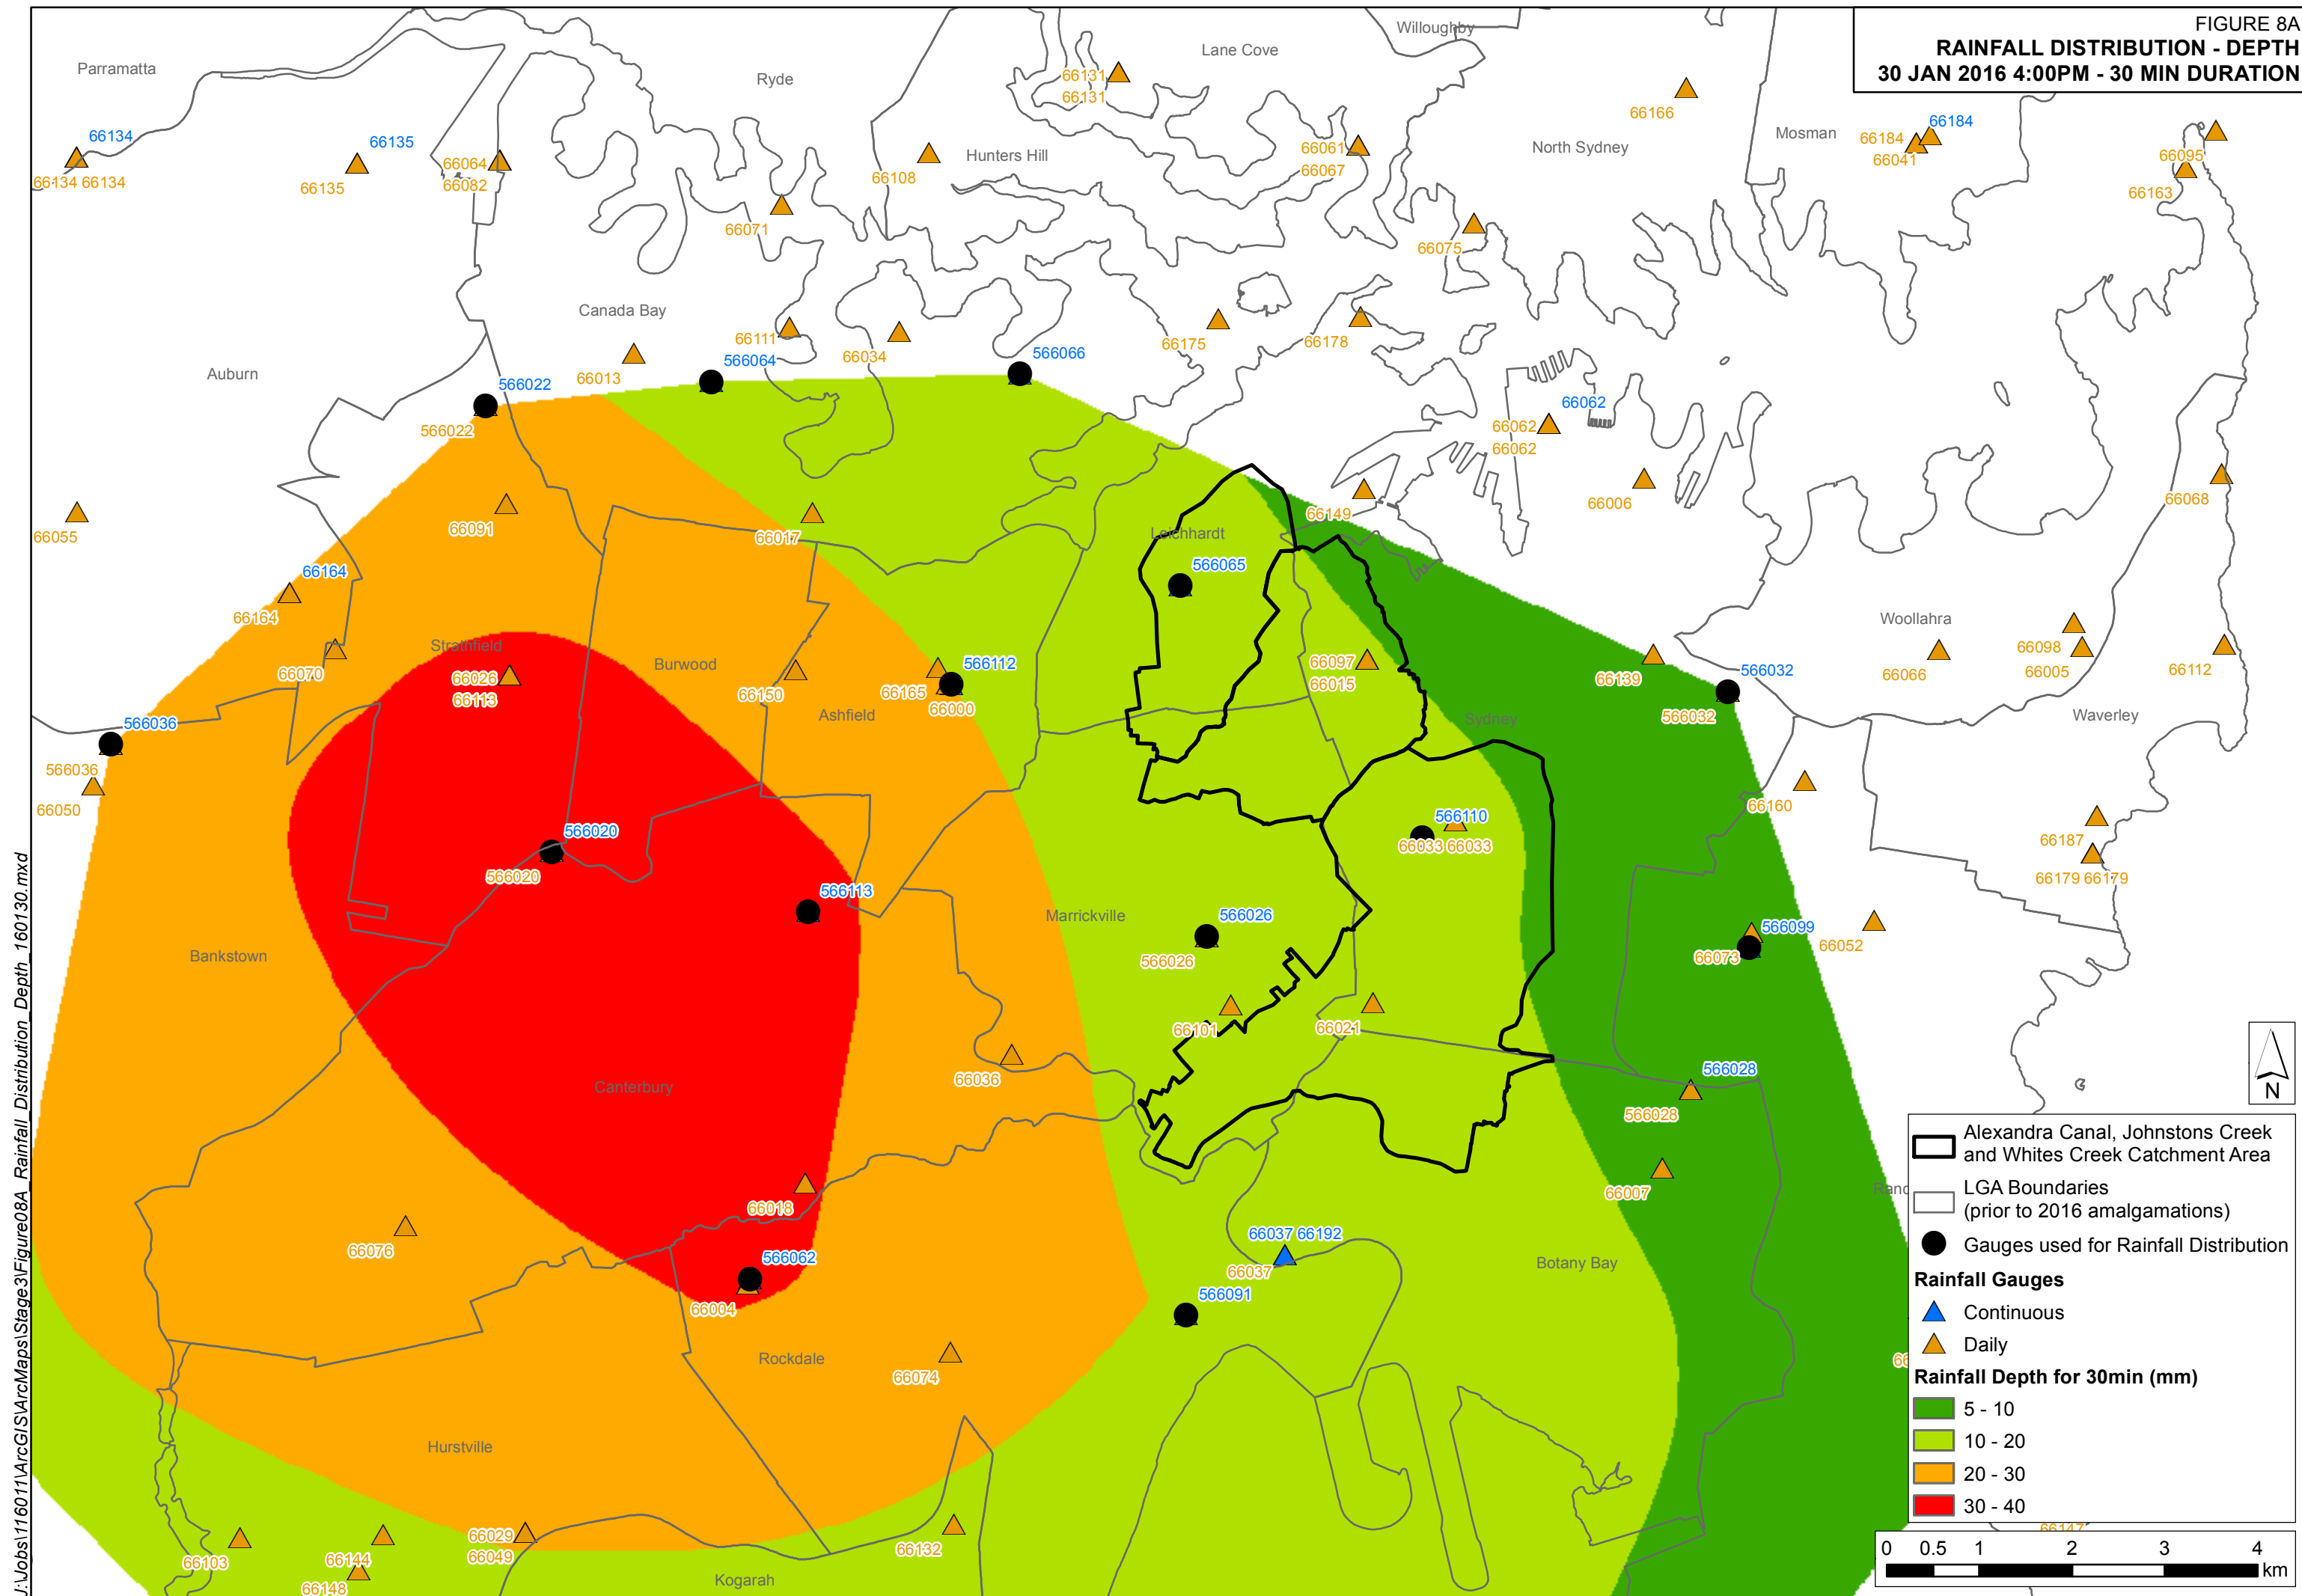 FIGURE 8A
RAINFALL DISTRIBUTION - DEPTH
30 JAN 2016 4:00PM - 30 MIN DURATION
Willoughby
Lane Cove
Parramatta
Ryde
66131
66131
66166
Mosman
66184
66184
66041
66134
66135
66134 66134
66135
66064
66082
66108
Hunters Hill
66061
66067
North Sydney
66095
66163
66071
66075
Canada Bay
66111
66034
66175
66178
566064
566066
66013
Auburn
566022
566022
66062
66062
66062
66006
66068
66055
66091
66017
66149
Leichhardt
566065
66164
66164
Woollahra
66070
Strathfield
66026
66113
Burwood
66150
566112
66165
66000
66097
66015
66139
566032
566032
66066
66098
66005
66112
Ashfield
Sydney
Waverley
566036
566036
66050
66160
566020
566020
566110
66033 66033
66187
66179 66179
566113
Marrickville
566026
566026
566099
66073
66052
Bankstown
66101
66021
66036
Canterbury
566028
566028
66018
66007
66076
566062
66004
66037 66192
66037
566091
Botany Bay
Rockdale
66074
Hurstville
66103
66144
66148
66029
66049
66132
Kogarah
66147
N
Alexandra Canal, Johnstons Creek
and Whites Creek Catchment Area
LGA Boundaries
(prior to 2016 amalgamations)
Gauges used for Rainfall Distribution
Rainfall Gauges
Continuous
Daily
Rainfall Depth for 30min (mm)
5 - 10
10 - 20
20 - 30
30 - 40
0 0.5 1 2 3 4
km
J:\Jobs\116011\ArcGIS\ArcMaps\Stage3\Figure08A_Rainfall_Distribution_Depth_160130.mxd